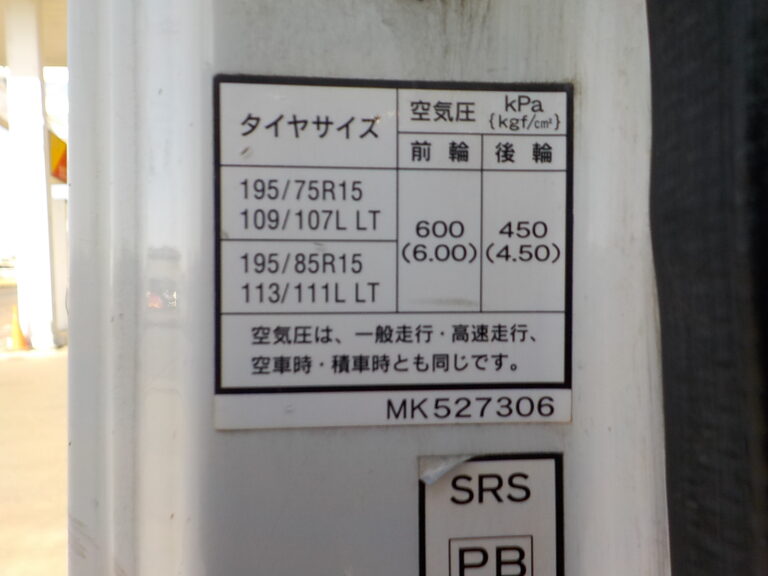 タイヤサイズ
空気圧 kPa
{kgf/cm²}
前輪 後輪
195/75R15
109/107L LT
195/85R15
113/111L LT
600
(6.00)
450
(4.50)
空気圧は、一般走行・高速走行、
空車時・積車時とも同じです。
MK527306
SRS
PB